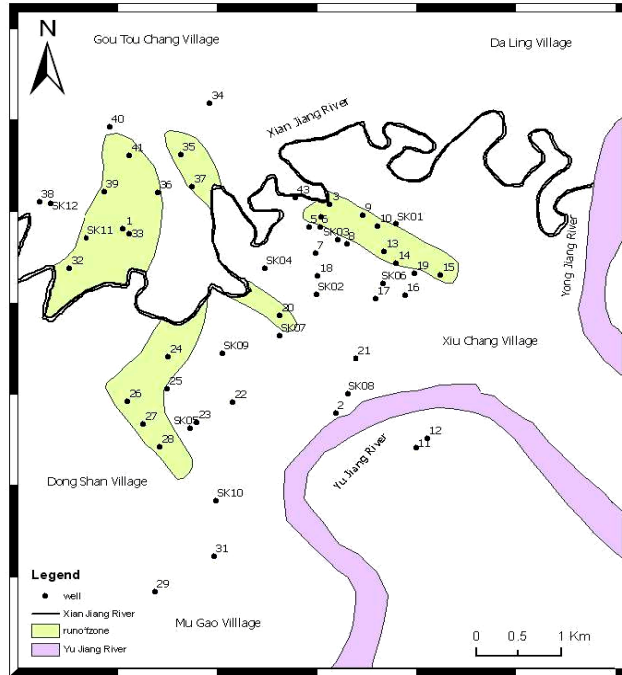 N
Gou Tou Chang Village
Da Ling Village
34
Xian Jiang River
40
41
35
36
37
39
38
SK12
43
3
9
1
33
SK11
5
6
SK03
8
10
SK01
7
13
14
32
SK04
18
SK06
19
15
Yong Jiang River
SK02
17
16
20
SK07
Xiu Chang Village
24
SK09
21
25
22
SK08
26
2
27
SK05
23
28
12
11
Yu Jiang River
Dong Shan Village
SK10
31
29
Mu Gao Villlage
Legend
well
Xian Jiang River
runo'fzone
Yu Jiang River
0 0.5 1 Km